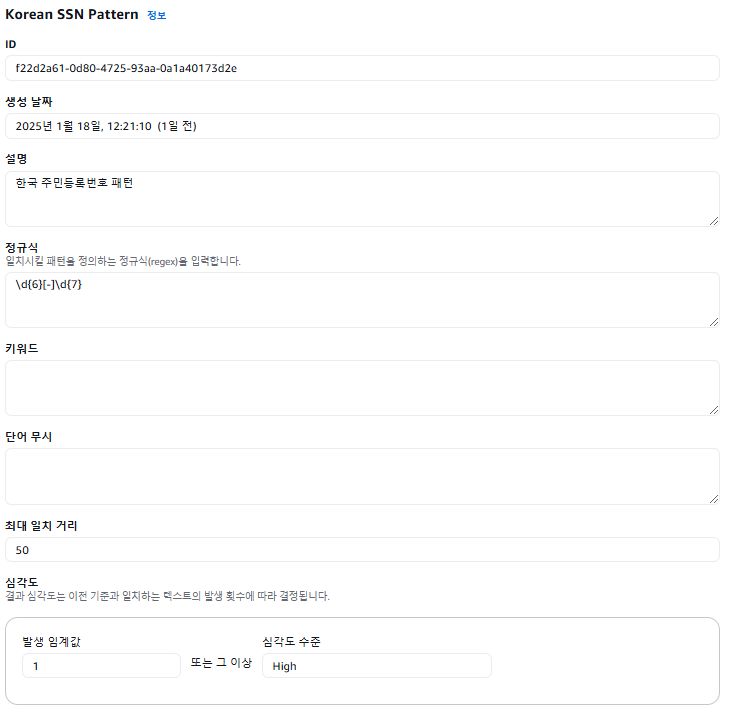 Korean SSN Pattern 정보
ID
f22d2a61-0d80-4725-93aa-0a1a40173d2e
생성 날짜
2025년 1월 18일, 12:21:10 (1일 전)
설명
한국 주민등록번호 패턴
정규식
일치시킬 패턴을 정의하는 정규식(regex)을 입력합니다.
\d{6}[-]\d{7}
키워드
단어 무시
최대 일치 거리
50
심각도
결과 심각도는 이전 기준과 일치하는 텍스트의 발생 횟수에 따라 결정됩니다.
발생 임계값 심각도 수준
1 또는 그 이상 High